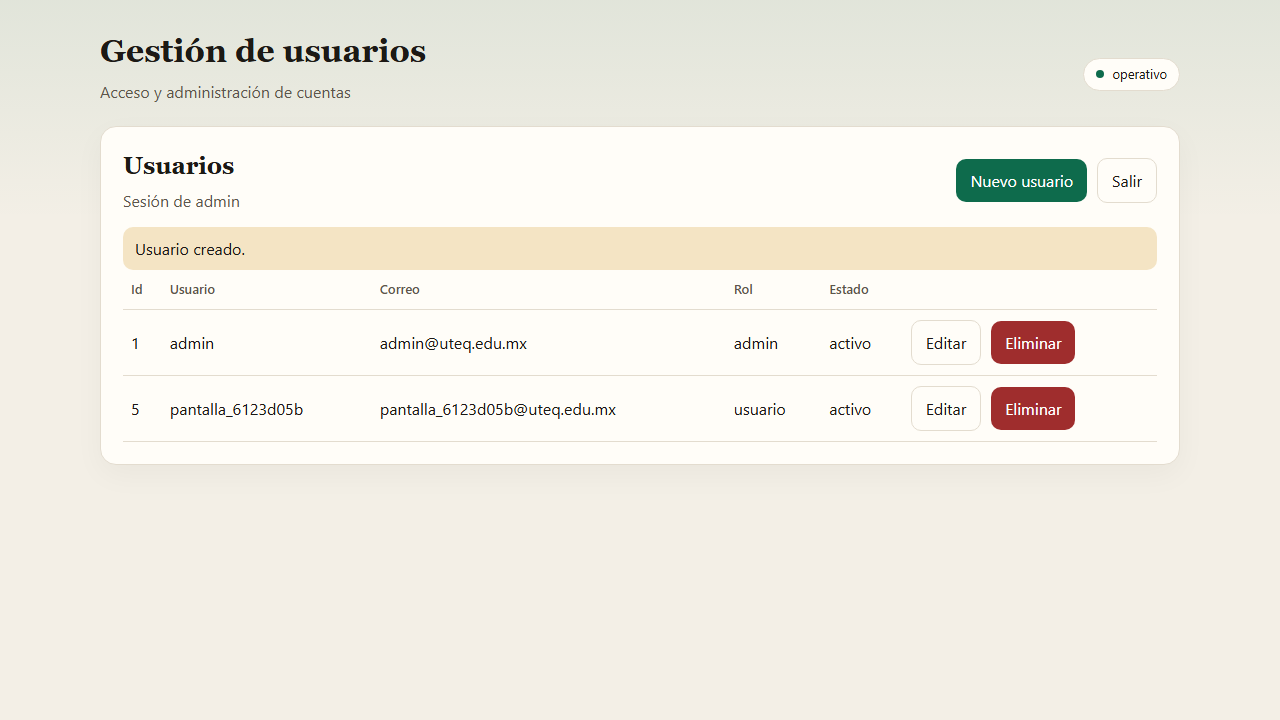 Gestión de usuarios
Acceso y administración de cuentas
operativo
Usuarios
Sesión de admin
Nuevo usuario Salir
Usuario creado.
Id Usuario Correo Rol Estado
1 admin admin@uteq.edu.mx admin activo Editar Eliminar
5 pantalla_6123d05b pantalla_6123d05b@uteq.edu.mx usuario activo Editar Eliminar